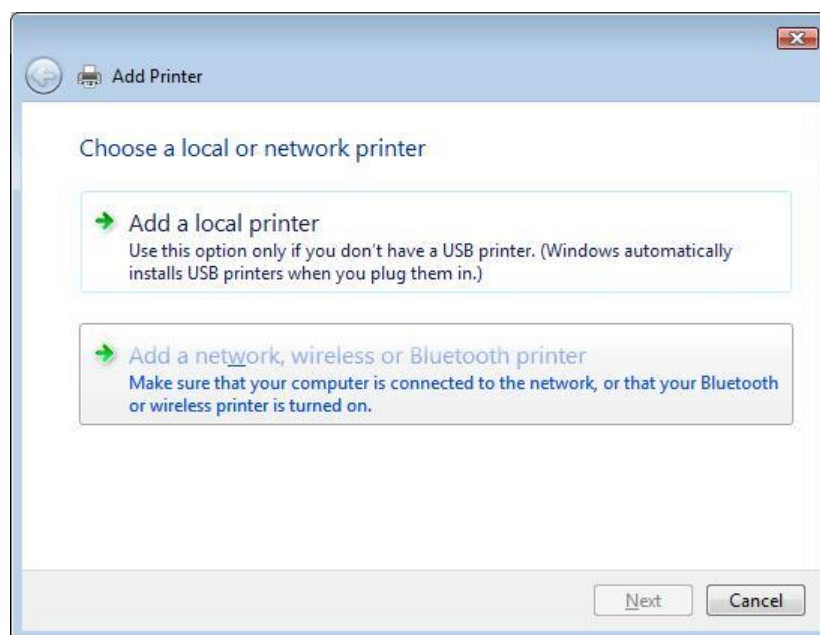 Add Printer
Choose a local or network printer
Add a local printer
Use this option only if you don't have a USB printer. (Windows automatically
installs USB printers when you plug them in.)
Add a network, wireless or Bluetooth printer
Make sure that your computer is connected to the network, or that your Bluetooth
or wireless printer is turned on.
Next
Cancel